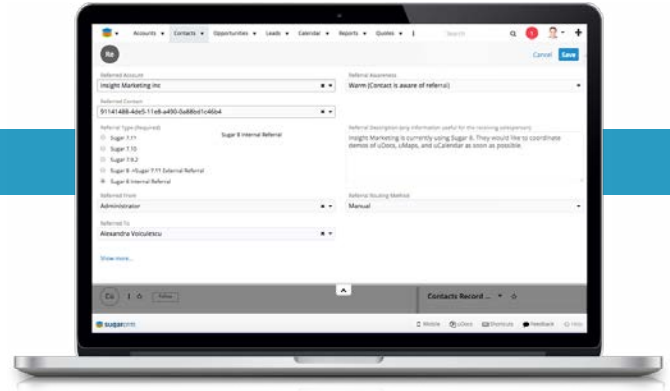 Accounts Contacts Opportunities Leads Calendar Reports Quotes Search 1
Re Cancel Save
Referred Account
Insight Marketing Inc
Referral Awareness
Warm (Contact is aware of referral)
Referred Contact
91141488-4de5-11e8-a490-0a88bd1c46b4
Referral Type (Required)
Sugar 8 Internal Referral
Sugar 7.11
Sugar 7.10
Sugar 7.9.2
Sugar 8 ->Sugar 7.11 External Referral
Sugar 8 Internal Referral
Referral Description (any information useful for the receiving salesperson)
Insight Marketing is currently using Sugar 8. They would like to coordinate
demos of uDocs, uMaps, and uCalendar as soon as possible.
Referred From
Administrator
Referral Routing Method
Manual
Referred To
Alexandra Voiculescu
Show more...
Co Follow Contacts Record ...
sugarcrm Mobile uDocs Shortcuts Feedback Help